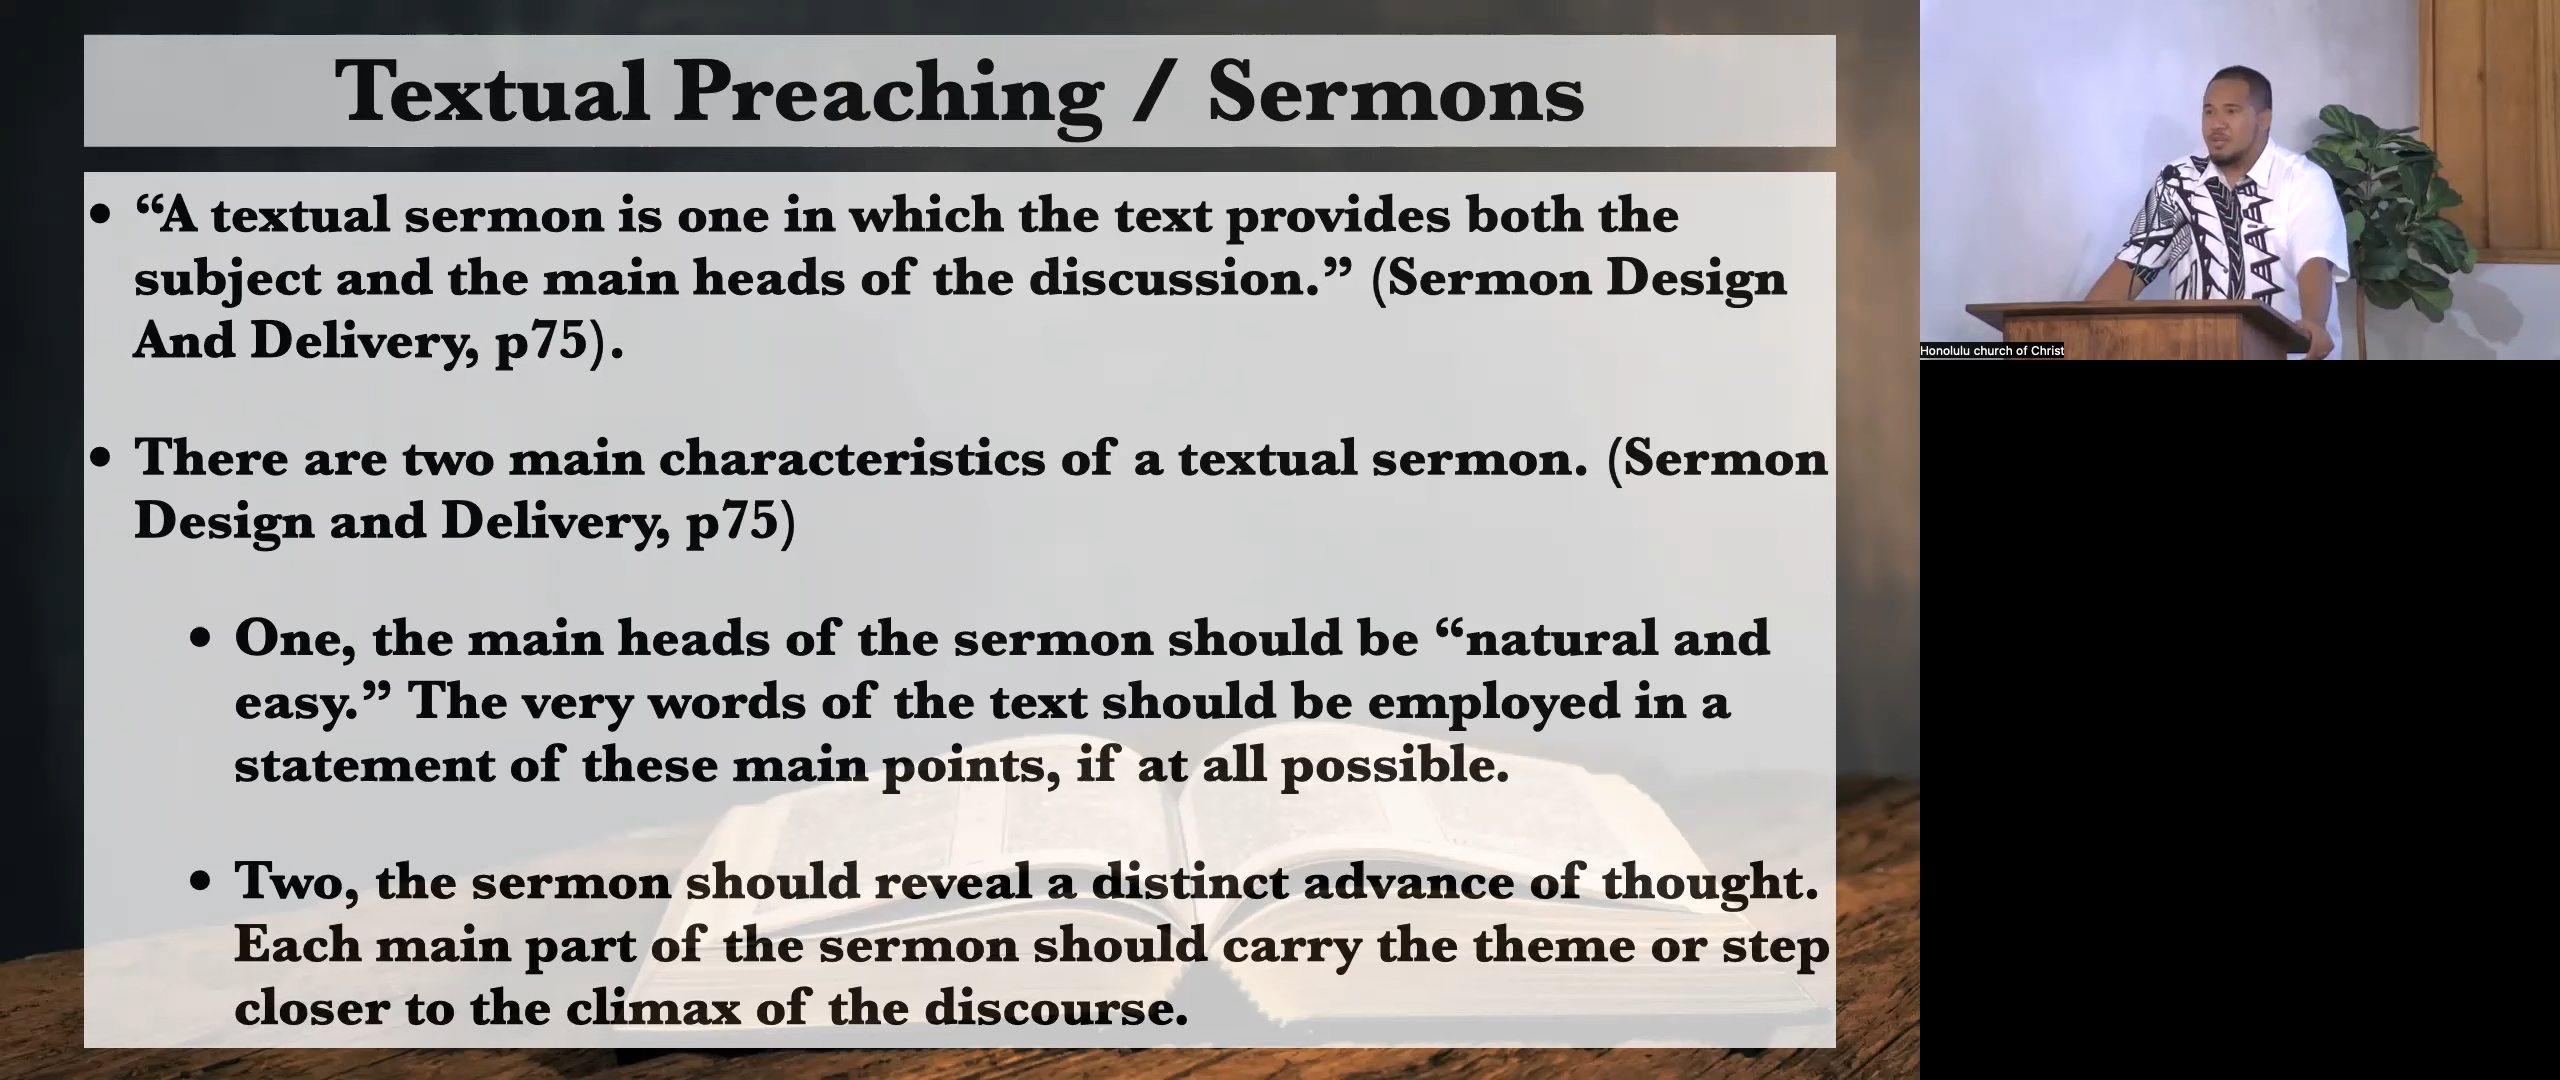 Textual Preaching / Sermons
• “A textual sermon is one in which the text provides both the
subject and the main heads of the discussion.” (Sermon Design
And Delivery, p75).
• There are two main characteristics of a textual sermon. (Sermon
Design and Delivery, p75)
• One, the main heads of the sermon should be “natural and
easy.” The very words of the text should be employed in a
statement of these main points, if at all possible.
• Two, the sermon should reveal a distinct advance of thought.
Each main part of the sermon should carry the theme or step
closer to the climax of the discourse.
Honolulu church of Christ